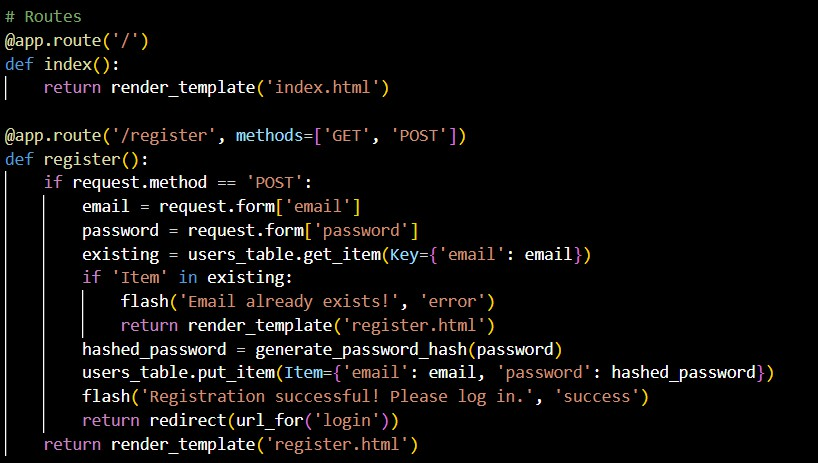 # Routes
@app.route('/')
def index():
    return render_template('index.html')

@app.route('/register', methods=['GET', 'POST'])
def register():
    if request.method == 'POST':
        email = request.form['email']
        password = request.form['password']
        existing = users_table.get_item(Key={'email': email})
        if 'Item' in existing:
            flash('Email already exists!', 'error')
            return render_template('register.html')
        hashed_password = generate_password_hash(password)
        users_table.put_item(Item={'email': email, 'password': hashed_password})
        flash('Registration successful! Please log in.', 'success')
        return redirect(url_for('login'))
    return render_template('register.html')